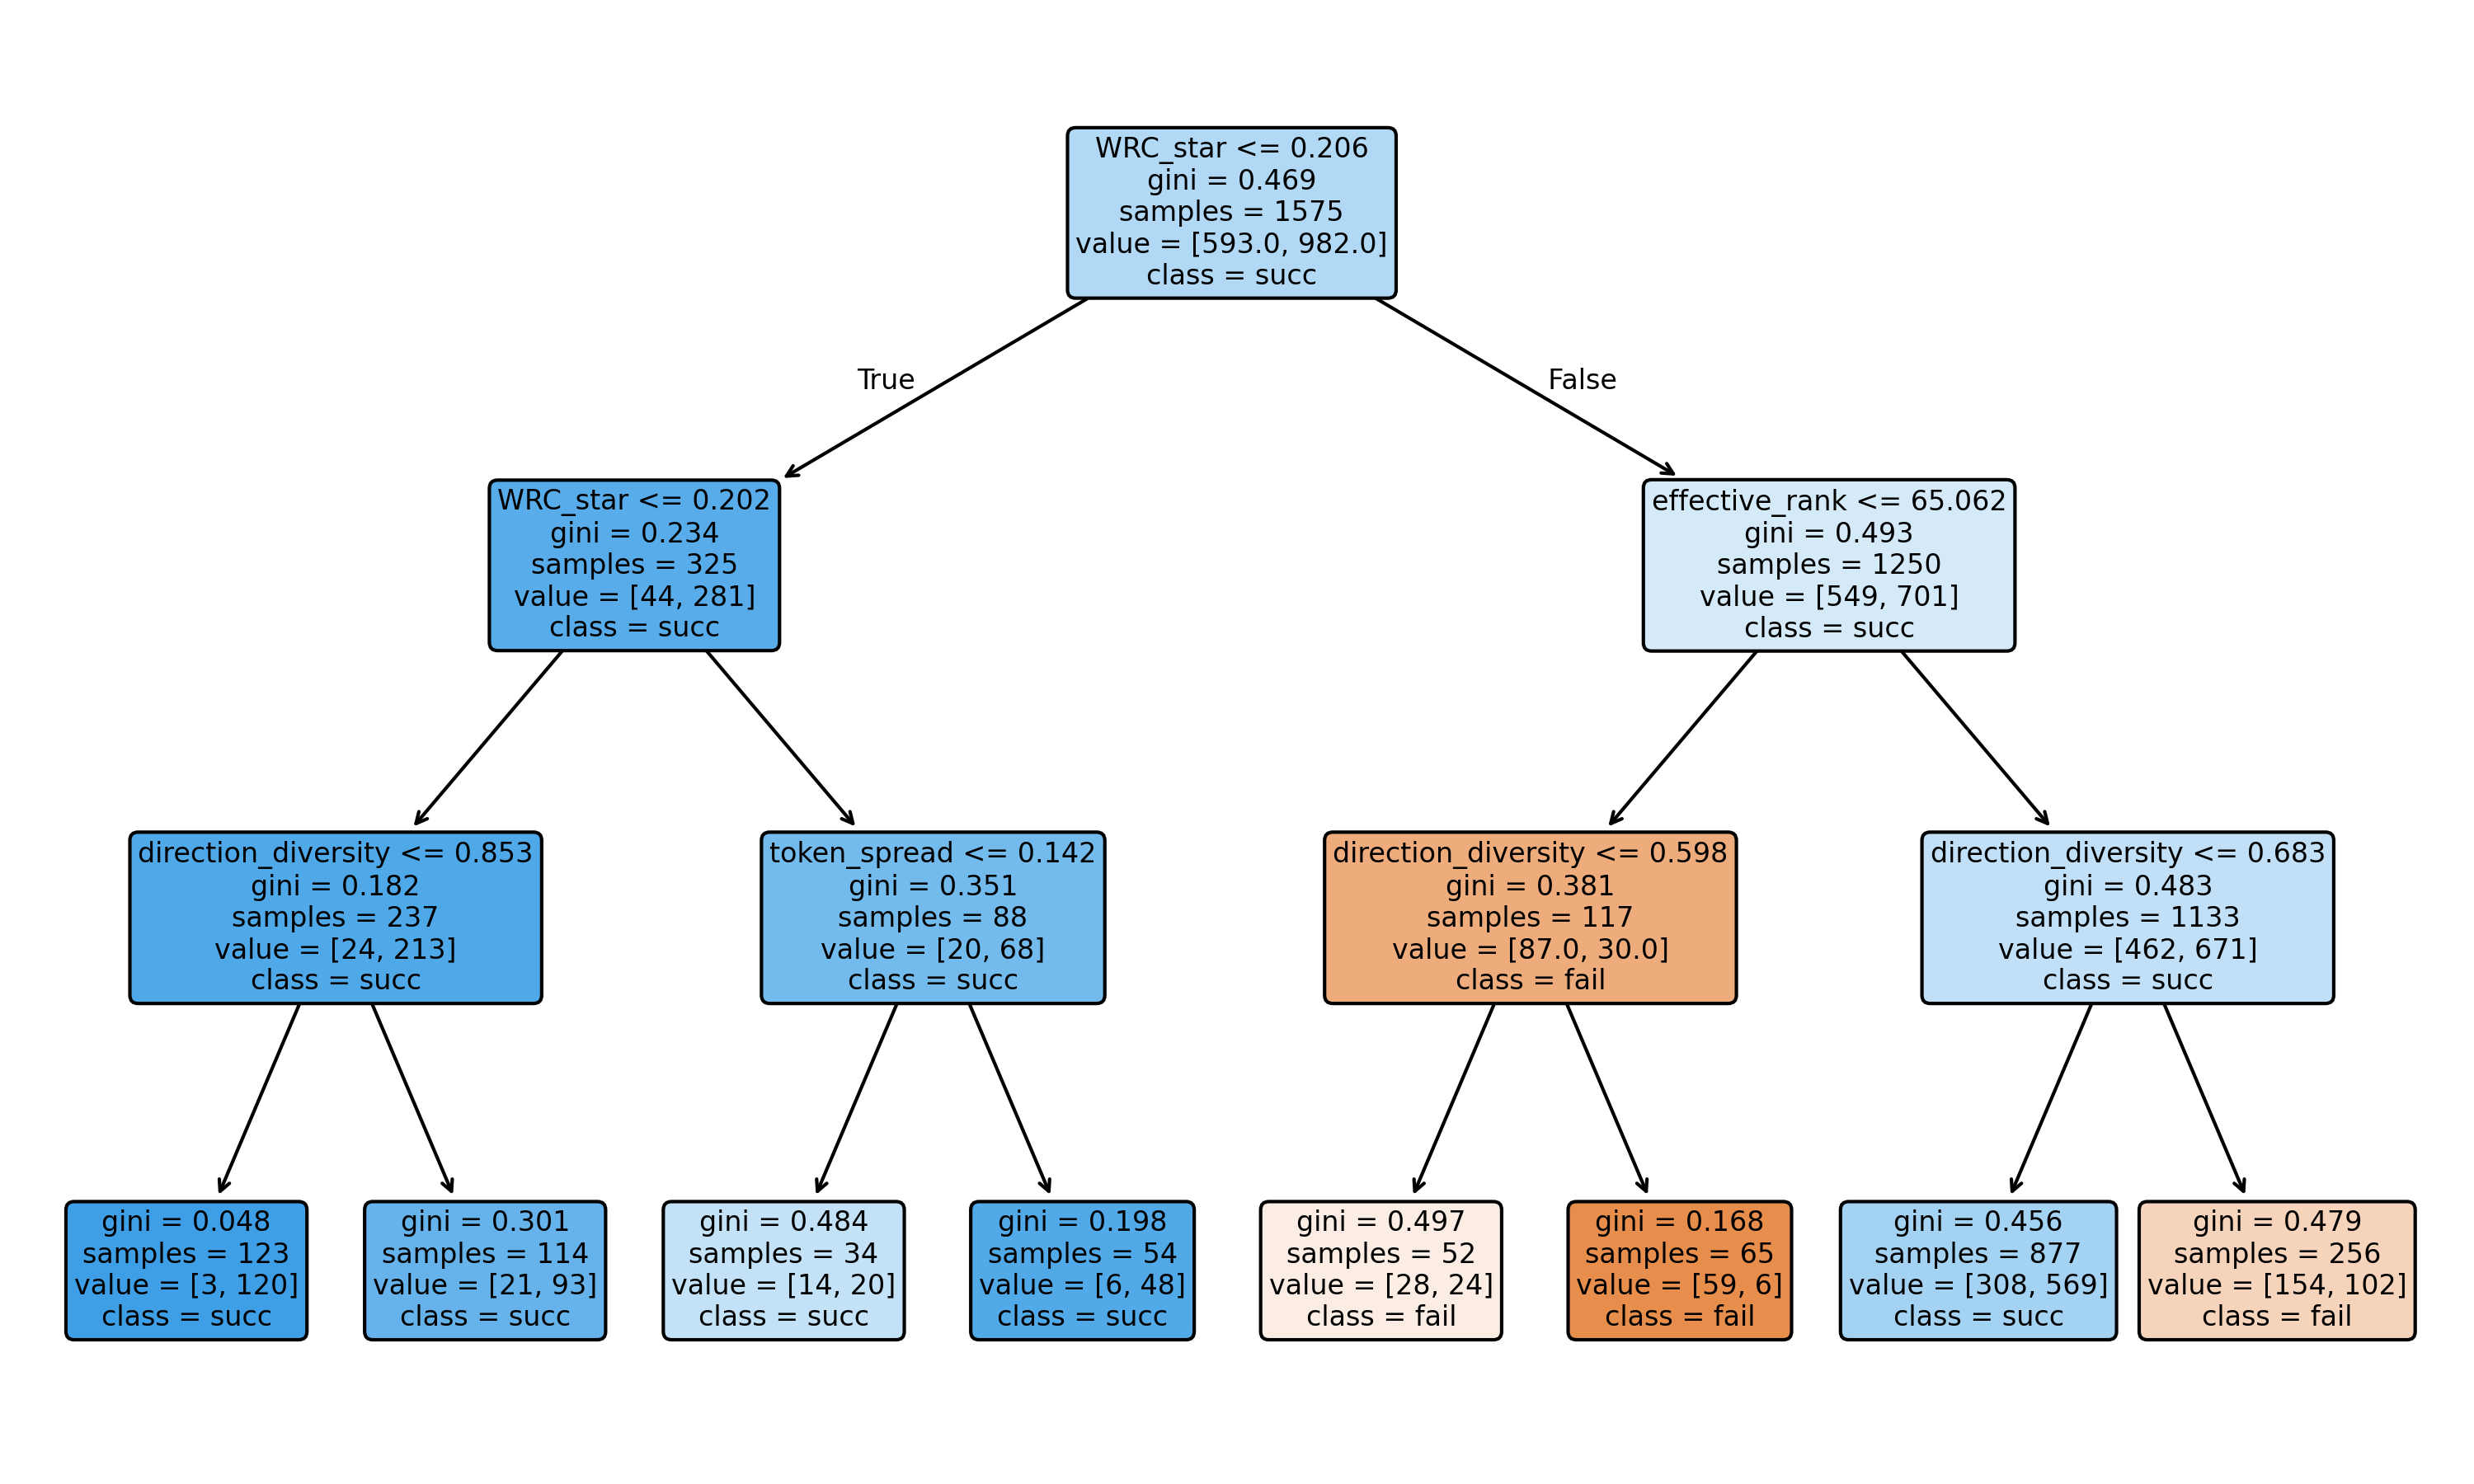 WRC_star <= 0.206
gini = 0.469
samples = 1575
value = [593.0, 982.0]
class = succ
True
False
WRC_star <= 0.202
gini = 0.234
samples = 325
value = [44, 281]
class = succ
effective_rank <= 65.062
gini = 0.493
samples = 1250
value = [549, 701]
class = succ
direction_diversity <= 0.853
gini = 0.182
samples = 237
value = [24, 213]
class = succ
token_spread <= 0.142
gini = 0.351
samples = 88
value = [20, 68]
class = succ
direction_diversity <= 0.598
gini = 0.381
samples = 117
value = [87.0, 30.0]
class = fail
direction_diversity <= 0.683
gini = 0.483
samples = 1133
value = [462, 671]
class = succ
gini = 0.048
samples = 123
value = [3, 120]
class = succ
gini = 0.301
samples = 114
value = [21, 93]
class = succ
gini = 0.484
samples = 34
value = [14, 20]
class = succ
gini = 0.198
samples = 54
value = [6, 48]
class = succ
gini = 0.497
samples = 52
value = [28, 24]
class = fail
gini = 0.168
samples = 65
value = [59, 6]
class = fail
gini = 0.456
samples = 877
value = [308, 569]
class = succ
gini = 0.479
samples = 256
value = [154, 102]
class = fail